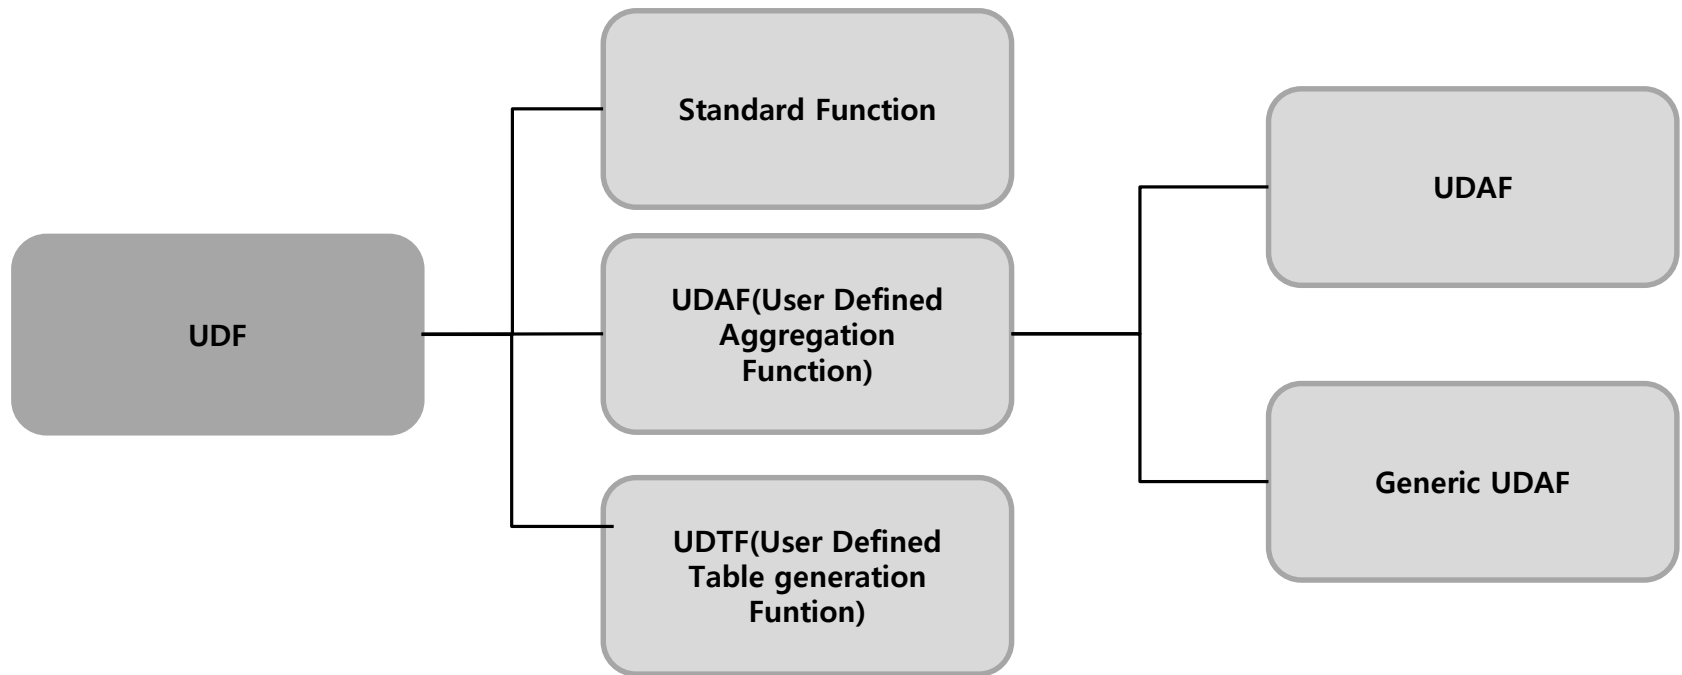 Standard Function
UDAF
UDF
UDAF(User Defined
Aggregation
Function)
Generic UDAF
UDTF(User Defined
Table generation
Funtion)